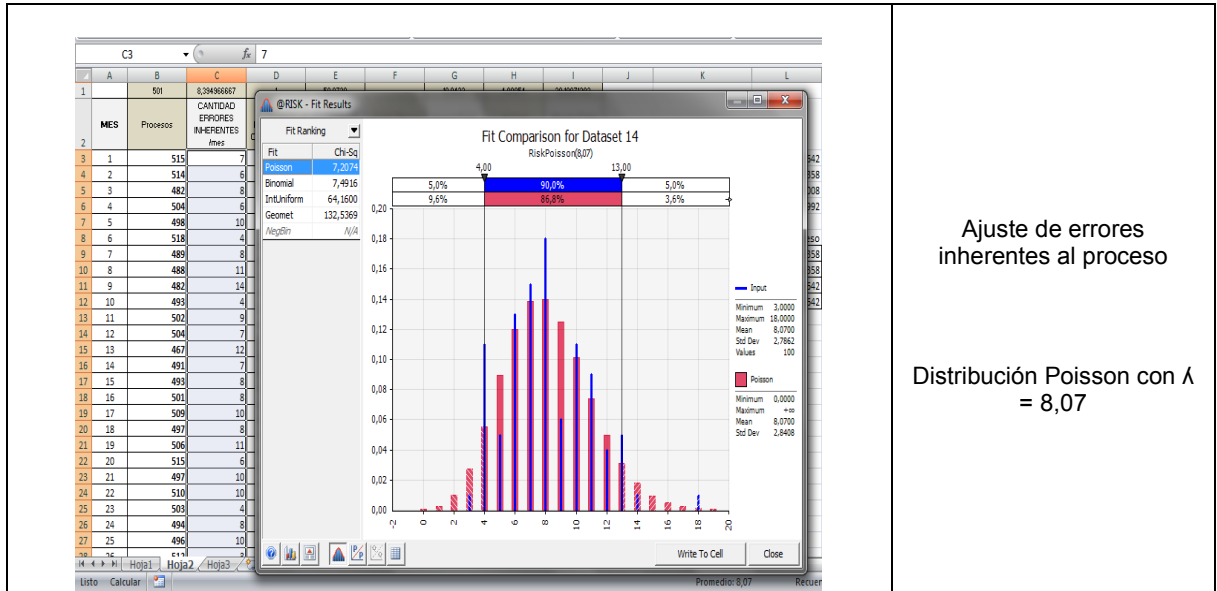 C3 fx 7
A B C D E F G H I J K L
1 501 8,394966667
2 MES Procesos CANTIDAD ERRORES INHERENTES /mes
3 1 515 7
4 2 514 6
5 3 482 8
6 4 504 6
7 5 498 10
8 6 518 4
9 7 489 8
10 8 488 11
11 9 482 14
12 10 493 4
13 11 502 9
14 12 504 7
15 13 467 12
16 14 491 7
17 15 493 8
18 16 501 8
19 17 509 10
20 18 497 8
21 19 506 11
22 20 515 6
23 21 497 10
24 22 510 10
25 23 503 4
26 24 494 8
27 25 496 10
Hoja1 Hoja2 Hoja3
Listo Calcular Promedio: 8,07 Recuer
@RISK - Fit Results
Fit Ranking
Fit Chi-Sq
Poisson 7,2074
Binomial 7,4916
IntUniform 64,1600
Geomet 132,5369
NegBin N/A
Fit Comparison for Dataset 14
RiskPoisson(8,07)
4,00 13,00
5,0% 90,0% 5,0%
9,6% 86,8% 3,6%
0,20
0,18
0,16
0,14
0,12
0,10
0,08
0,06
0,04
0,02
0,00
-2 0 2 4 6 8 10 12 14 16 18 20
Input
Minimum 3,0000
Maximum 18,0000
Mean 8,0700
Std Dev 2,7862
Values 100
Poisson
Minimum 0,0000
Maximum +∞
Mean 8,0700
Std Dev 2,8408
Write To Cell Close
Ajuste de errores
inherentes al proceso
Distribución Poisson con ʎ
= 8,07